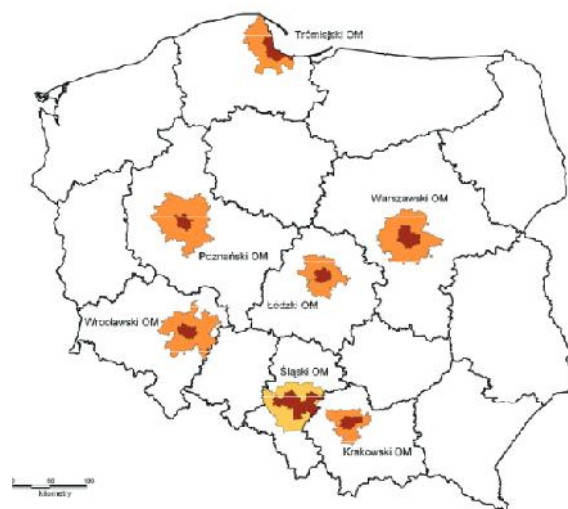 Trójmiejski OM
Warszawski OM
Poznański OM
Łódzki OM
Wrocławski OM
Śląski OM
Krakowski OM
kilometry